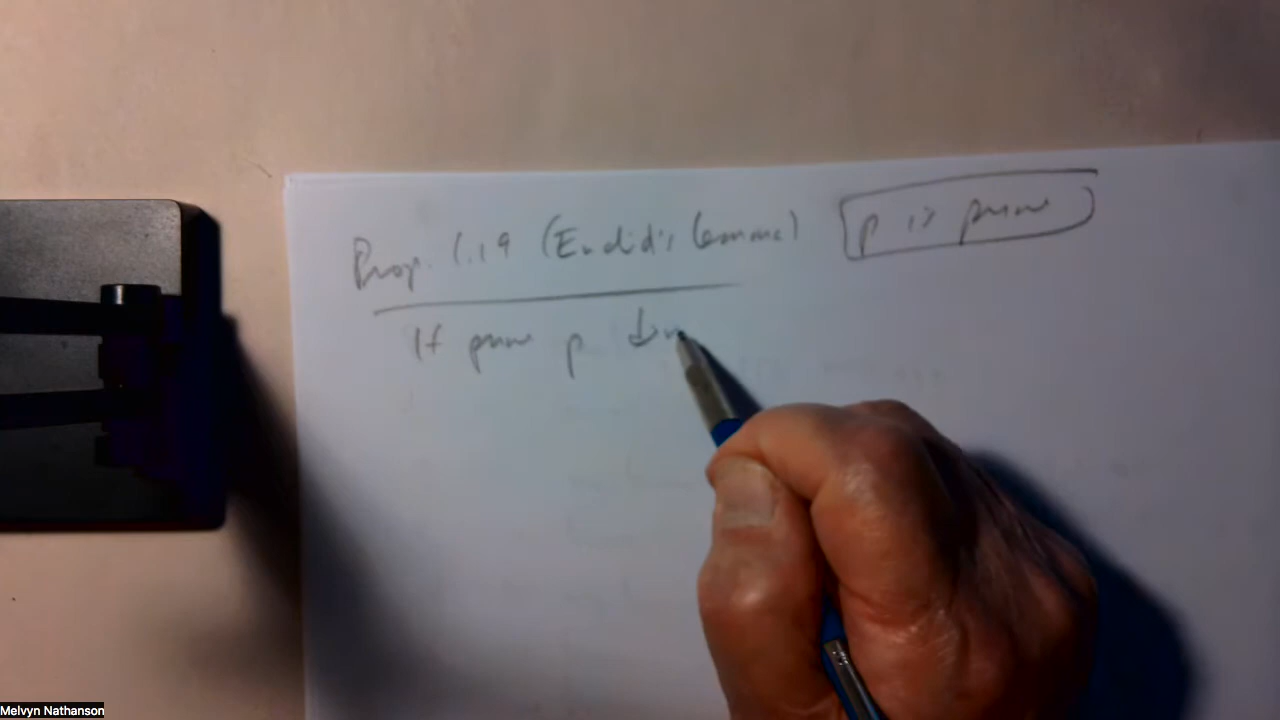 Prop. 1.19 (Euclid's Lemma) p is prime
If prime p
Melvyn Nathanson